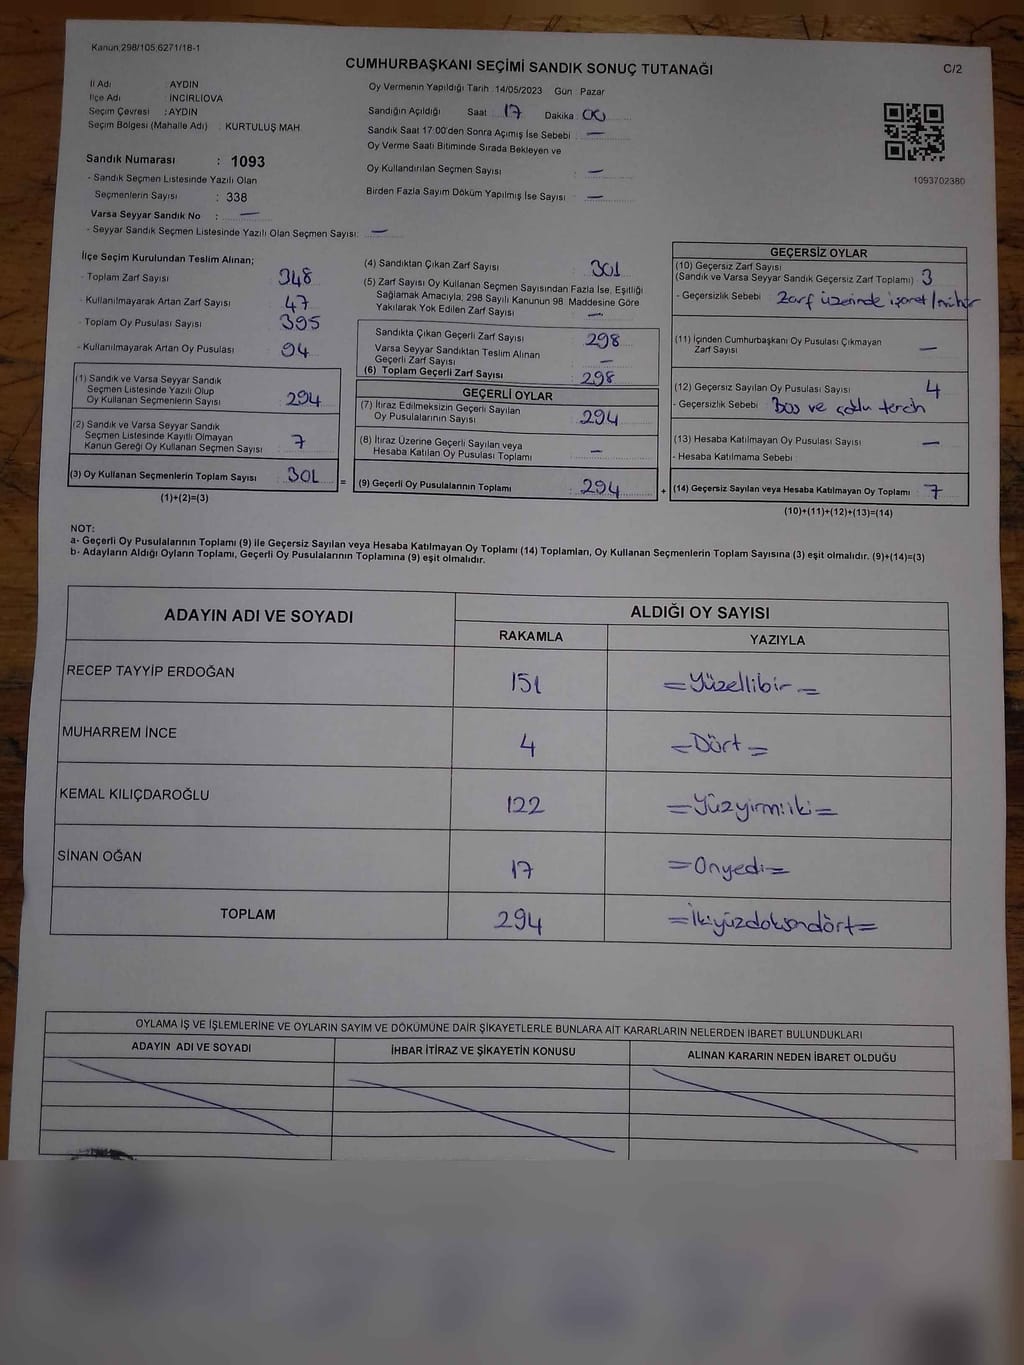 Kanun, 298/105,6271/18-1
C/2
CUMHURBAŞKANI SEÇİMİ SANDIK SONUÇ TUTANAĞI
İl Adı : AYDIN
İlçe Adı : İNCİRLİOVA
Seçim Çevresi : AYDIN
Seçim Bölgesi (Mahalle Adı) : KURTULUŞ MAH.
Sandık Numarası : 1093
- Sandık Seçmen Listesinde Yazılı Olan
Seçmenlerin Sayısı : 338
Varsa Seyyar Sandık No : —
- Seyyar Sandık Seçmen Listesinde Yazılı Olan Seçmen Sayısı: —
Oy Vermenin Yapıldığı Tarih : 14/05/2023 Gün : Pazar
Sandığın Açıldığı Saat : 17 Dakika : 00
Sandık Saat 17:00'den Sonra Açımış İse Sebebi : —
Oy Verme Saati Bitiminde Sırada Bekleyen ve
Oy Kullandırılan Seçmen Sayısı : —
Birden Fazla Sayım Döküm Yapılmış İse Sayısı : —
1093702380
İlçe Seçim Kurulundan Teslim Alınan;
- Toplam Zarf Sayısı : 348
- Kullanılmayarak Artan Zarf Sayısı : 47
- Toplam Oy Pusulası Sayısı : 395
- Kullanılmayarak Artan Oy Pusulası : 94
(1) Sandık ve Varsa Seyyar Sandık
Seçmen Listesinde Yazılı Olup
Oy Kullanan Seçmenlerin Sayısı : 294
(2) Sandık ve Varsa Seyyar Sandık
Seçmen Listesinde Kayıtlı Olmayan
Kanun Gereği Oy Kullanan Seçmen Sayısı : 7
(3) Oy Kullanan Seçmenlerin Toplam Sayısı : 301
(1)+(2)=(3)
=
(4) Sandıktan Çıkan Zarf Sayısı : 301
(5) Zarf Sayısı Oy Kullanan Seçmen Sayısından Fazla İse, Eşitliği
Sağlamak Amacıyla, 298 Sayılı Kanunun 98. Maddesine Göre
Yakılarak Yok Edilen Zarf Sayısı : —
Sandıkta Çıkan Geçerli Zarf Sayısı : 298
Varsa Seyyar Sandıktan Teslim Alınan
Geçerli Zarf Sayısı : —
(6) Toplam Geçerli Zarf Sayısı : 298
GEÇERLİ OYLAR
(7) İtiraz Edilmeksizin Geçerli Sayılan
Oy Pusulalarının Sayısı : 294
(8) İtiraz Üzerine Geçerli Sayılan veya
Hesaba Katılan Oy Pusulası Toplamı : —
(9) Geçerli Oy Pusulalarının Toplamı : 294
+
GEÇERSİZ OYLAR
(10) Geçersiz Zarf Sayısı
(Sandık ve Varsa Seyyar Sandık Geçersiz Zarf Toplamı) : 3
- Geçersizlik Sebebi : Zarf üzerinde işaret/mühür
(11) İçinden Cumhurbaşkanı Oy Pusulası Çıkmayan
Zarf Sayısı : —
(12) Geçersiz Sayılan Oy Pusulası Sayısı : 4
- Geçersizlik Sebebi : Boş ve çoklu tercih
(13) Hesaba Katılmayan Oy Pusulası Sayısı : —
- Hesaba Katılmama Sebebi :
(14) Geçersiz Sayılan veya Hesaba Katılmayan Oy Toplamı : 7
(10)+(11)+(12)+(13)=(14)
NOT:
a- Geçerli Oy Pusulalarının Toplamı (9) ile Geçersiz Sayılan veya Hesaba Katılmayan Oy Toplamı (14) Toplamları, Oy Kullanan Seçmenlerin Toplam Sayısına (3) eşit olmalıdır. (9)+(14)=(3)
b- Adayların Aldığı Oyların Toplamı, Geçerli Oy Pusulalarının Toplamına (9) eşit olmalıdır.
ADAYIN ADI VE SOYADI
ALDIĞI OY SAYISI
RAKAMLA YAZIYLA
RECEP TAYYİP ERDOĞAN 151 =Yüzellibir=
MUHARREM İNCE 4 =Dört=
KEMAL KILIÇDAROĞLU 122 =Yüzyirmiiki=
SİNAN OĞAN 17 =Onyedi=
TOPLAM 294 =İkiyüzdoksandört=
OYLAMA İŞ VE İŞLEMLERİNE VE OYLARIN SAYIM VE DÖKÜMÜNE DAİR ŞİKAYETLERLE BUNLARA AİT KARARLARIN NELERDEN İBARET BULUNDUKLARI
ADAYIN ADI VE SOYADI İHBAR İTİRAZ VE ŞİKAYETİN KONUSU ALINAN KARARIN NEDEN İBARET OLDUĞU